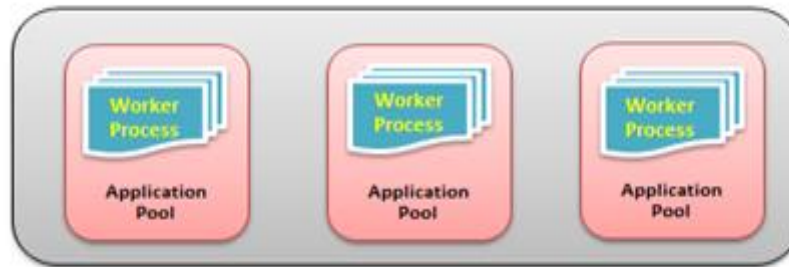 Worker
Process
Application
Pool
Worker
Process
Application
Pool
Worker
Process
Application
Pool